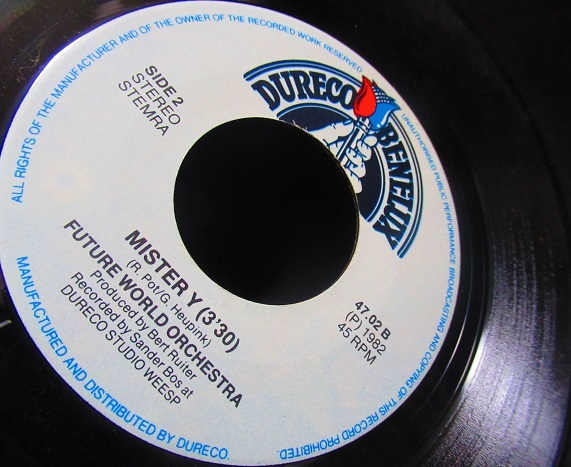 ALL RIGHTS OF THE MANUFACTURER AND OF THE OWNER OF THE RECORDED WORK RESERVED
UNAUTHORISED PUBLIC PERFORMANCE BROADCASTING AND COPYING OF THIS RECORD PROHIBITED.
DURECO
BENELUX
SIDE 2
STEREO
STEMRA
47.02 B
(P) 1982
45 RPM
MISTER Y (3'30)
(R. Pot/G. Heupink)
FUTURE WORLD ORCHESTRA
Produced by Gert Ruiter
Recorded by Sander Bos at
DURECO STUDIO WEESP
MANUFACTURED AND DISTRIBUTED BY DURECO.